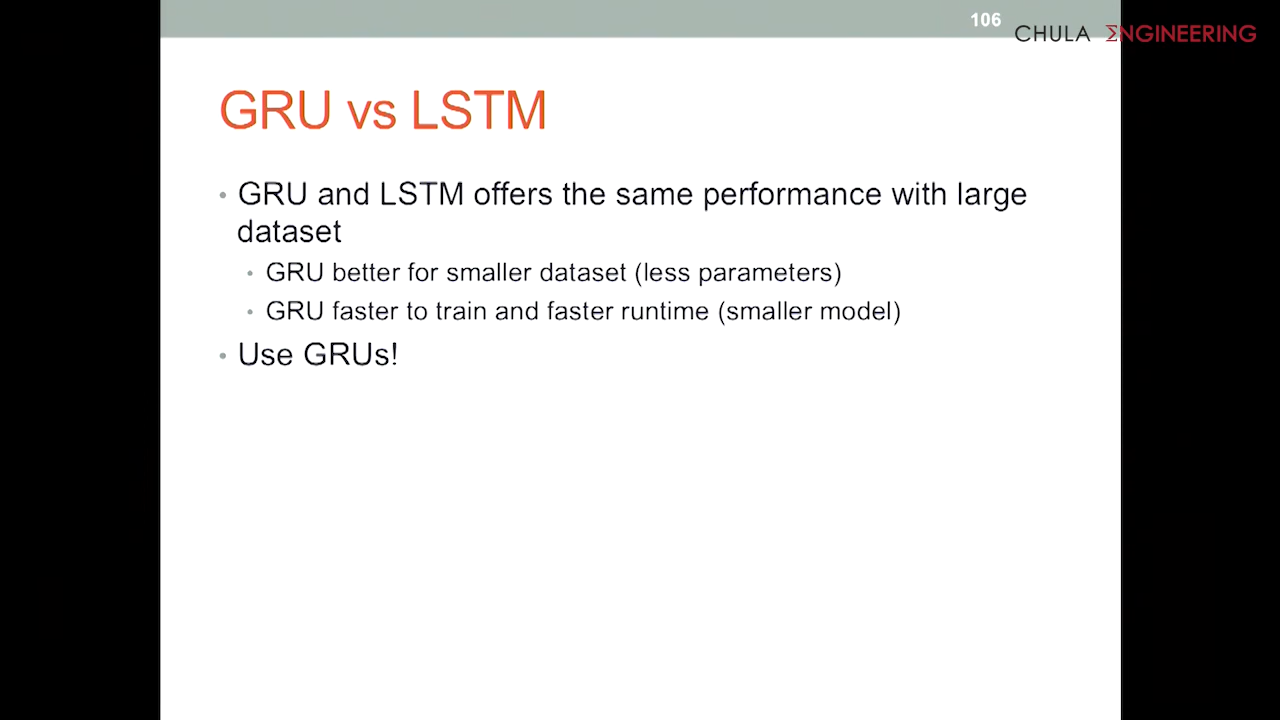 106
CHULA ΣNGINEERING
GRU vs LSTM
• GRU and LSTM offers the same performance with large
dataset
• GRU better for smaller dataset (less parameters)
• GRU faster to train and faster runtime (smaller model)
• Use GRUs!